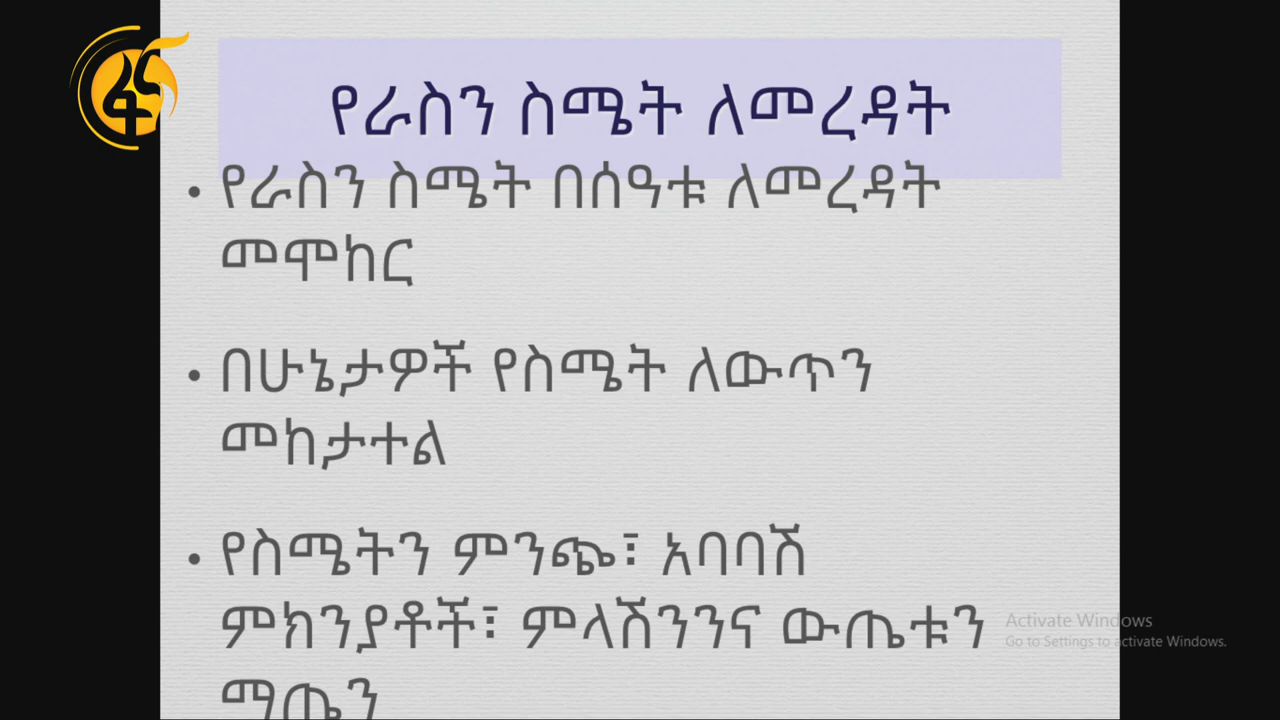 ፋና
የራስን ስሜት ለመረዳት
• የራስን ስሜት በሰዓቱ ለመረዳት
መሞከር
• በሁኔታዎች የስሜት ለውጥን
መከታተል
• የስሜትን ምንጭ፣ አባባሽ
ምክንያቶች፣ ምላሽንንና ውጤቱን
Activate Windows
Go to Settings to activate Windows.